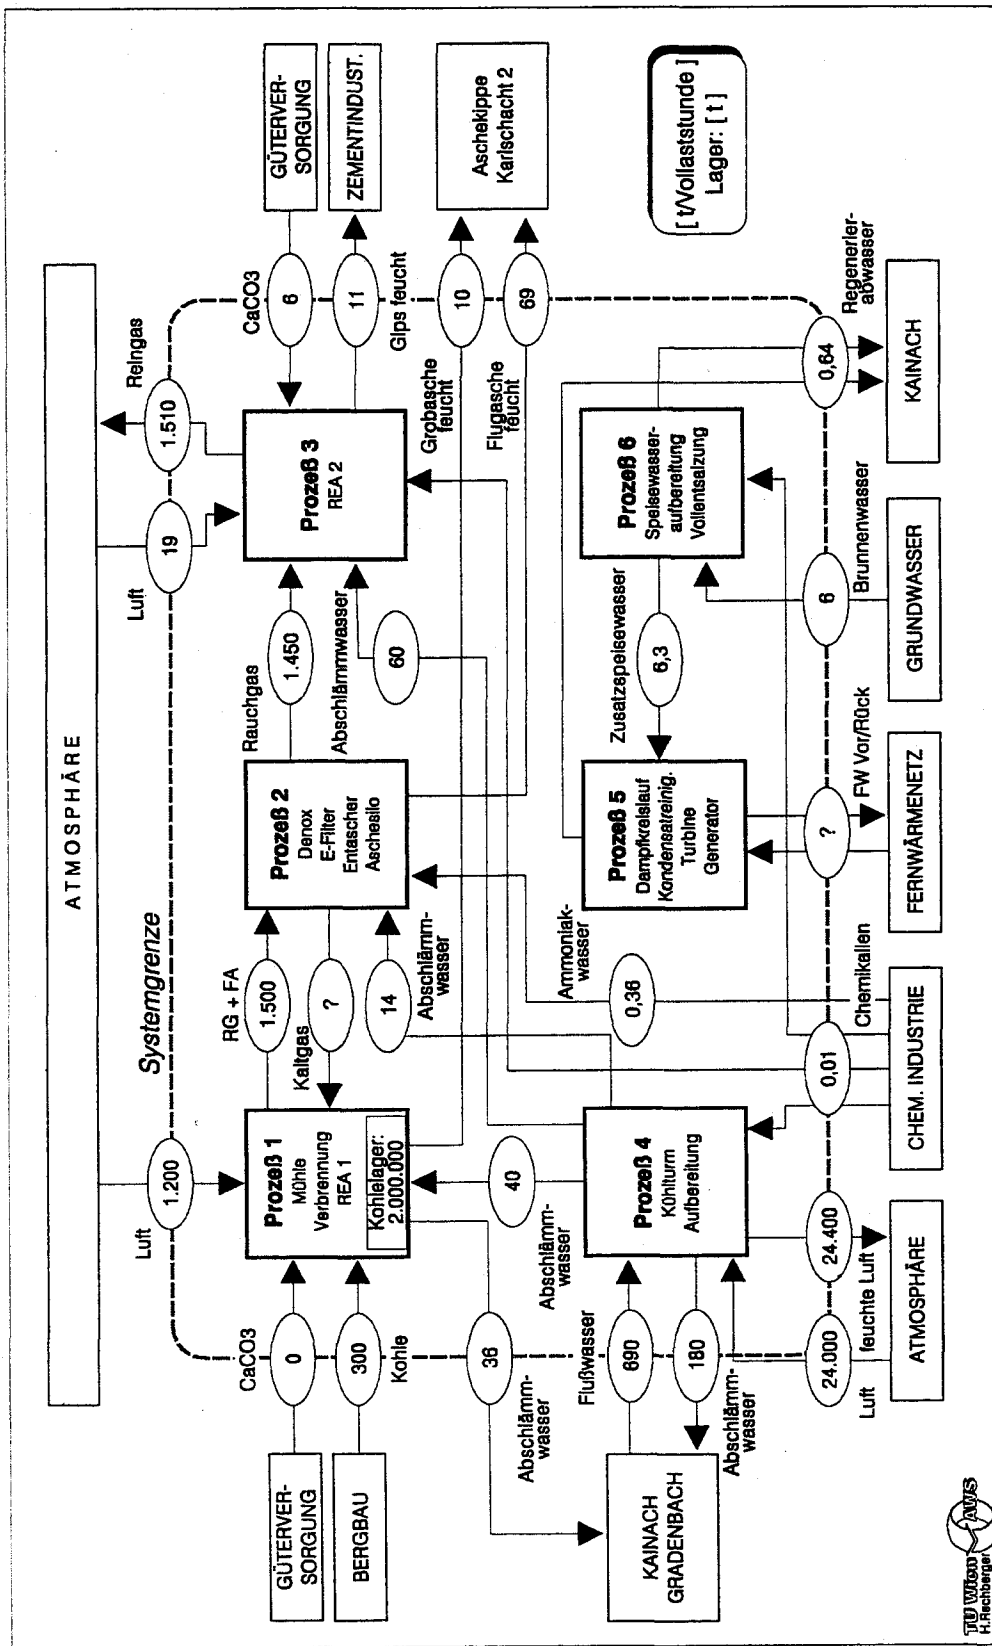 ATMOSPHÄRE
Systemgrenze
Luft
1.200
Luft
19
1.510
Reingas
GÜTERVER-
SORGUNG
CaCO3
0
BERGBAU
300
Kohle
Prozeß 1
Mühle
Verbrennung
REA 1
Kohlelager:
2.000.000
RG + FA
1.500
Kaltgas
?
14
Abschlämm-
wasser
Prozeß 2
Denox
E-Filter
Entascher
Aschesilo
Rauchgas
1.450
Abschlämmwasser
60
Prozeß 3
REA 2
CaCO3
6
GÜTERVER-
SORGUNG
11
Gips feucht
ZEMENTINDUST.
Grobasche
feucht
10
Flugasche
feucht
69
Aschekippe
Karlschacht 2
36
Abschlämm-
wasser
40
Abschlämm-
wasser
Flußwasser
690
180
Abschlämm-
wasser
KAINACH
GRADENBACH
Prozeß 4
Kühlturm
Aufbereitung
Ammoniak-
wasser
0,36
Prozeß 5
Dampfkreislauf
Kondensatreinig.
Turbine
Generator
Zusatzspeisewasser
6,3
Prozeß 6
Speisewasser-
aufbereitung
Vollentsalzung
[ t/Vollaststunde ]
Lager: [ t ]
24.000
Luft
24.400
feuchte Luft
0,01
Chemikalien
?
FW Vor/Rück
6
Brunnenwasser
0,64
Regenerier-
abwasser
ATMOSPHÄRE
CHEM. INDUSTRIE
FERNWÄRMENETZ
GRUNDWASSER
KAINACH
TU Wien
AWS
H.Rechberger